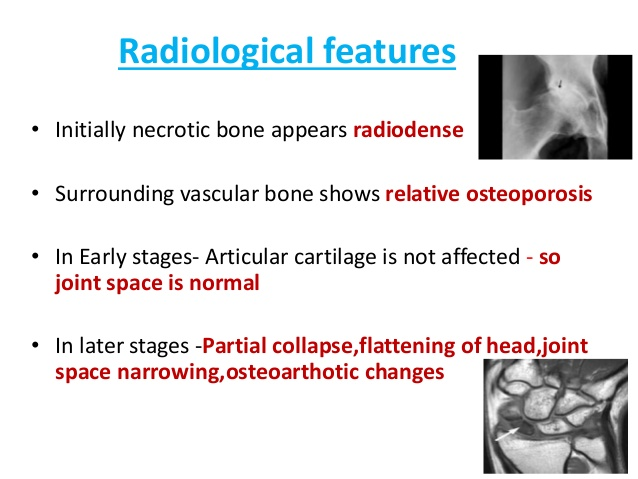 Radiological features
• Initially necrotic bone appears radiodense
• Surrounding vascular bone shows relative osteoporosis
• In Early stages- Articular cartilage is not affected - so
joint space is normal
• In later stages -Partial collapse,flattening of head,joint
space narrowing,osteoarthotic changes